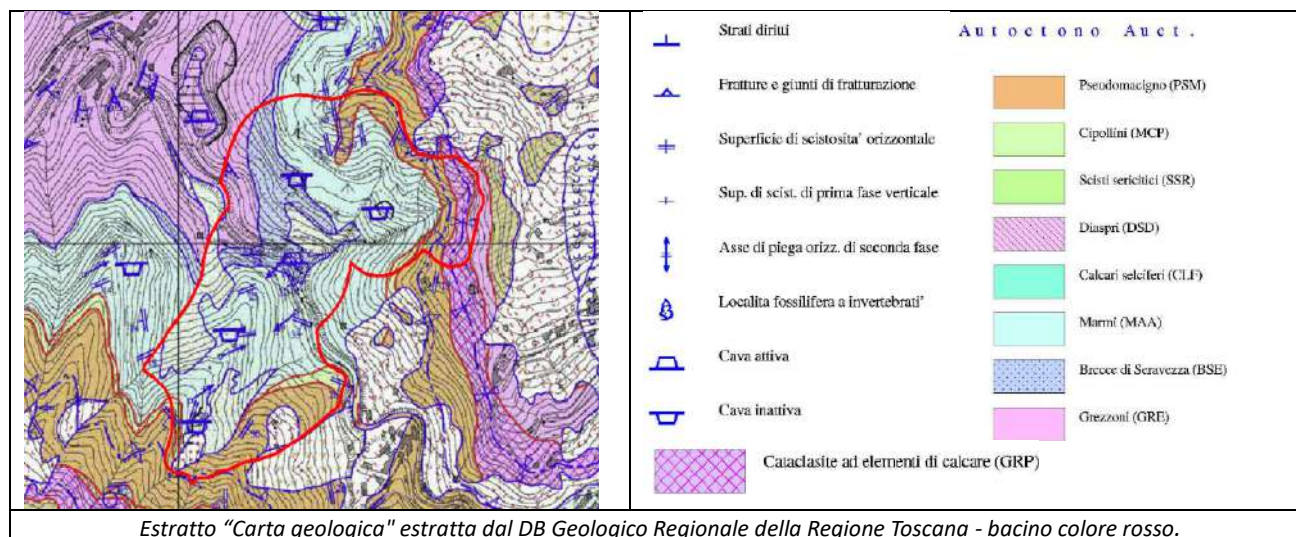 Strati diritti
Autoctono Auct.
Fratture e giunti di fratturazione
Pseudomacigno (PSM)
Superficie di scistosita' orizzontale
Cipollini (MCP)
Sup. di scist. di prima fase verticale
Scisti sericitici (SSR)
Asse di piega orizz. di seconda fase
Diaspri (DSD)
Localita fossilifera a invertebrati'
Calcari selciferi (CLF)
Cava attiva
Marmi (MAA)
Cava inattiva
Brecce di Seravezza (BSE)
Grezzoni (GRE)
Cataclasite ad elementi di calcare (GRP)
Estratto “Carta geologica" estratta dal DB Geologico Regionale della Regione Toscana - bacino colore rosso.